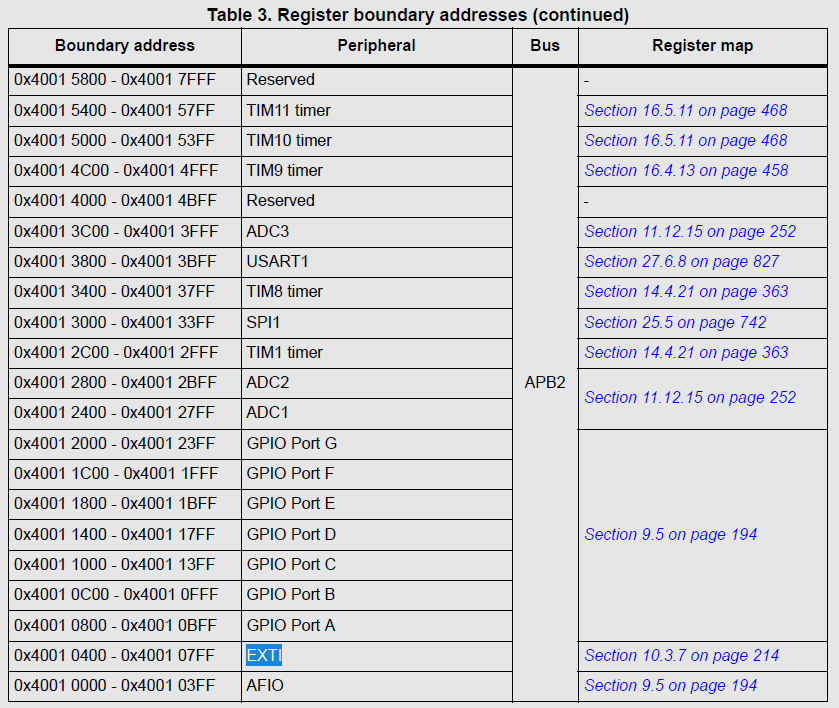 Table 3. Register boundary addresses (continued)
Boundary address Peripheral Bus Register map
0x4001 5800 - 0x4001 7FFF Reserved -
0x4001 5400 - 0x4001 57FF TIM11 timer Section 16.5.11 on page 468
0x4001 5000 - 0x4001 53FF TIM10 timer Section 16.5.11 on page 468
0x4001 4C00 - 0x4001 4FFF TIM9 timer Section 16.4.13 on page 458
0x4001 4000 - 0x4001 4BFF Reserved -
0x4001 3C00 - 0x4001 3FFF ADC3 Section 11.12.15 on page 252
0x4001 3800 - 0x4001 3BFF USART1 Section 27.6.8 on page 827
0x4001 3400 - 0x4001 37FF TIM8 timer Section 14.4.21 on page 363
0x4001 3000 - 0x4001 33FF SPI1 Section 25.5 on page 742
0x4001 2C00 - 0x4001 2FFF TIM1 timer Section 14.4.21 on page 363
0x4001 2800 - 0x4001 2BFF ADC2
APB2 Section 11.12.15 on page 252
0x4001 2400 - 0x4001 27FF ADC1
0x4001 2000 - 0x4001 23FF GPIO Port G
0x4001 1C00 - 0x4001 1FFF GPIO Port F
0x4001 1800 - 0x4001 1BFF GPIO Port E
0x4001 1400 - 0x4001 17FF GPIO Port D Section 9.5 on page 194
0x4001 1000 - 0x4001 13FF GPIO Port C
0x4001 0C00 - 0x4001 0FFF GPIO Port B
0x4001 0800 - 0x4001 0BFF GPIO Port A
0x4001 0400 - 0x4001 07FF EXTI Section 10.3.7 on page 214
0x4001 0000 - 0x4001 03FF AFIO Section 9.5 on page 194